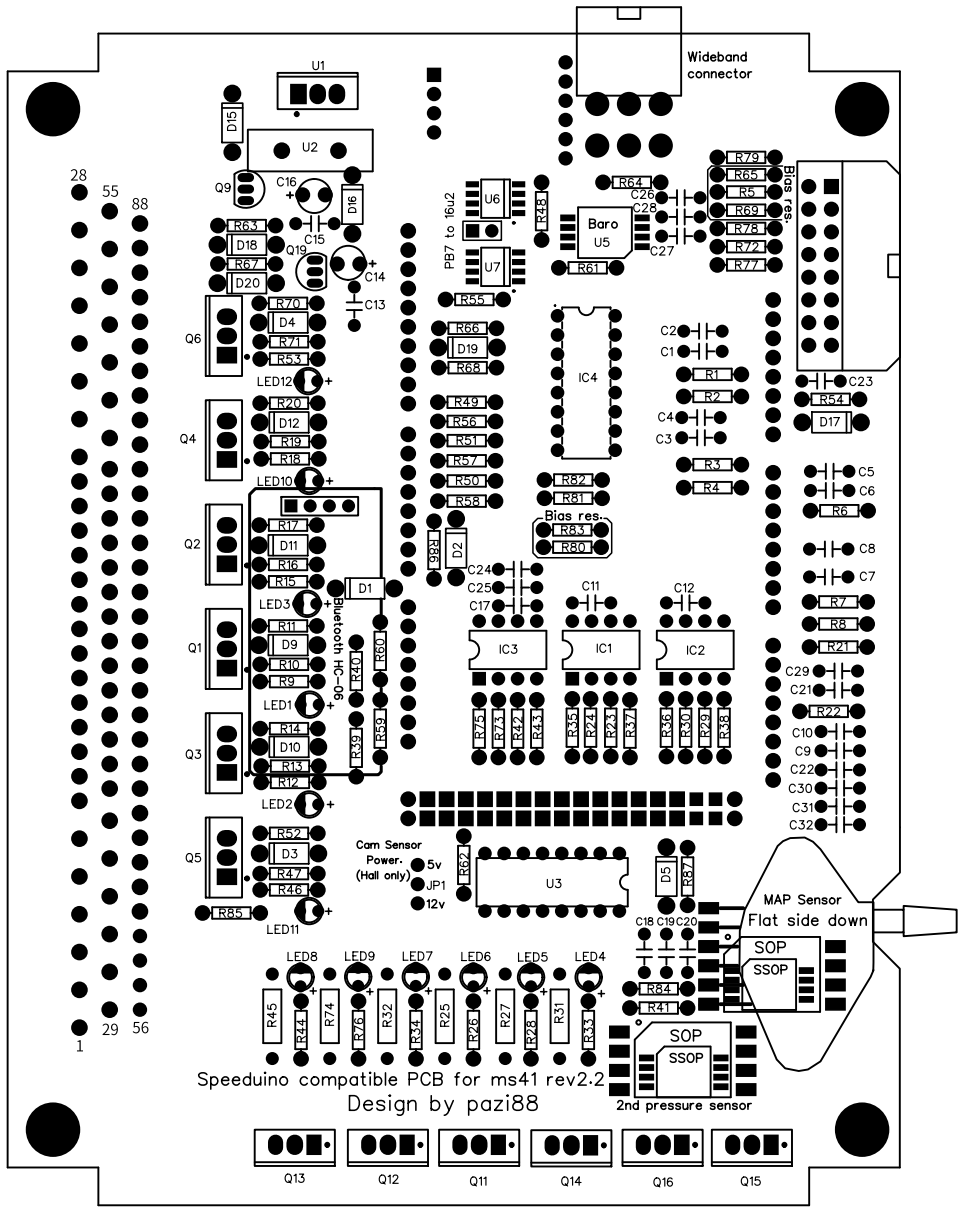 Wideband
connector
U1
D15
U2
28
55
88
Q9
C16
+
D16
C15
R63
D18
Q19
R67
D20
+
C14
C13
U6
PB7 to 16u2
U7
R48
R64
C26
C28
C27
Baro
U5
R61
R79
R65
R5
R69
Bias res.
R78
R72
R77
R55
R66
D19
R68
IC4
C2
C1
R1
R2
C4
C3
R3
R4
C23
R54
D17
Q6
R70
D4
R71
R53
LED12
+
Q4
R20
D12
R19
R18
LED10
+
R49
R56
R51
R57
R50
R58
R82
R81
Bias res.
R83
R80
C5
C6
R6
C8
C7
R7
R8
R21
C29
C21
R22
C10
C9
C22
C30
C31
C32
Q2
R17
D11
R16
R15
LED3
+
D1
R86
D2
Bluetooth HC-06
C24
C25
C17
C11
C12
IC3
IC1
IC2
Q1
R11
D9
R10
R9
LED1
+
R40
R60
R39
R59
R75
R73
R42
R43
R35
R24
R23
R37
R36
R30
R29
R38
Q3
R14
D10
R13
R12
LED2
+
Q5
R52
D3
R47
R46
LED11
+
R85
Cam Sensor
Power.
(Hall only)
5v
JP1
12v
R62
U3
D5
R87
MAP Sensor
Flat side down
SOP
SSOP
C18
C19
C20
R84
R41
LED8
LED9
LED7
LED6
LED5
LED4
+
+
+
+
+
+
R45
R44
R74
R76
R32
R34
R25
R26
R27
R28
R31
R33
1
29
56
SOP
SSOP
2nd pressure sensor
Speeduino compatible PCB for ms41 rev2.2
Design by pazi88
Q13
Q12
Q11
Q14
Q16
Q15